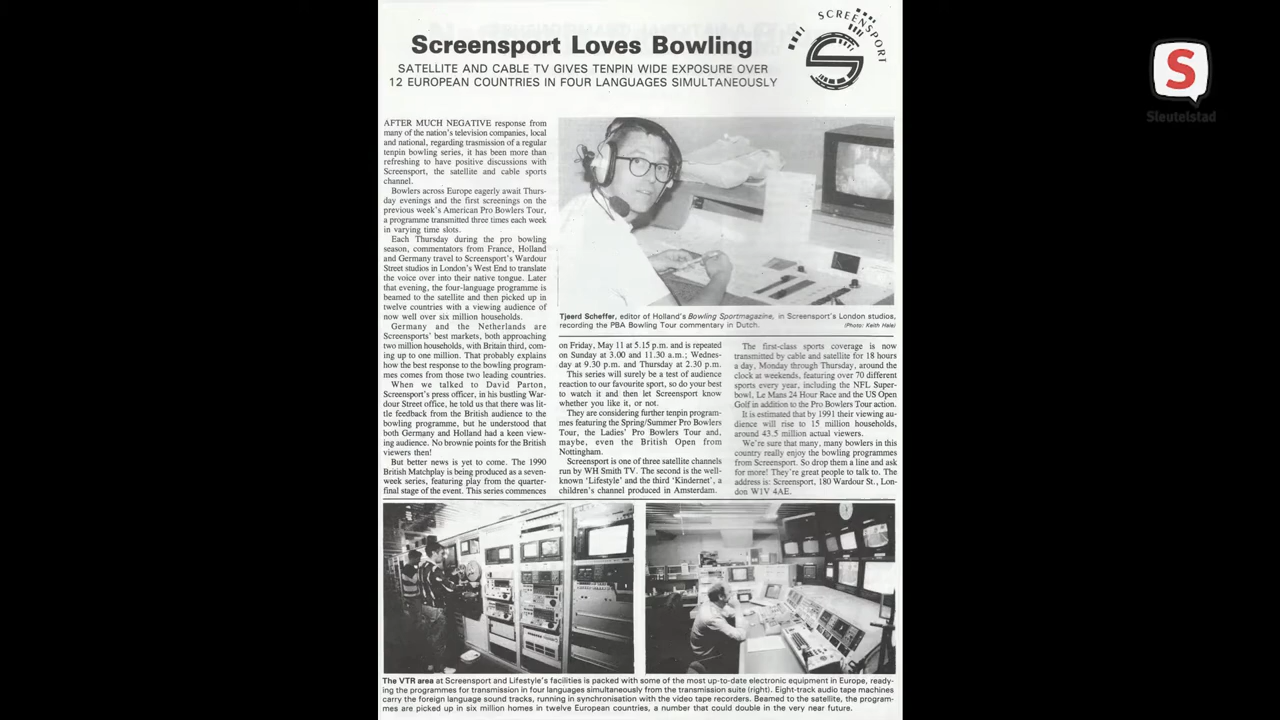 Screensport Loves Bowling
SATELLITE AND CABLE TV GIVES TENPIN WIDE EXPOSURE OVER
12 EUROPEAN COUNTRIES IN FOUR LANGUAGES SIMULTANEOUSLY
SCREENSPORT
S
Sleutelstad
AFTER MUCH NEGATIVE response from
many of the nation's television companies, local
and national, regarding trasmission of a regular
tenpin bowling series, it has been more than
refreshing to have positive discussions with
Screensport, the satellite and cable sports
channel.
Bowlers across Europe eagerly await Thurs-
day evenings and the first screenings on the
previous week's American Pro Bowlers Tour,
a programme transmitted three times each week
in varying time slots.
Each Thursday during the pro bowling
season, commentators from France, Holland
and Germany travel to Screensport's Wardour
Street studios in London's West End to translate
the voice over into their native tongue. Later
that evening, the four-language programme is
beamed to the satellite and then picked up in
twelve countries with a viewing audience of
now well over six million households.
Germany and the Netherlands are
Screensports' best markets, both approaching
two million households, with Britain third, com-
ing up to one million. That probably explains
how the best response to the bowling program-
mes comes from those two leading countries.
When we talked to David Parton,
Screensport's press officer, in his bustling War-
dour Street office, he told us that there was lit-
tle feedback from the British audience to the
bowling programme, but he understood that
both Germany and Holland had a keen view-
ing audience. No brownie points for the British
viewers then!
But better news is yet to come. The 1990
British Matchplay is being produced as a seven-
week series, featuring play from the quarter-
final stage of the event. This series commences
Tjeerd Scheffer, editor of Holland's Bowling Sportmagazine, in Screensport's London studios,
recording the PBA Bowling Tour commentary in Dutch. (Photo: Keith Hale)
on Friday, May 11 at 5.15 p.m. and is repeated
on Sunday at 3.00 and 11.30 a.m.; Wednes-
day at 9.30 p.m. and Thursday at 2.30 p.m.
This series will surely be a test of audience
reaction to our favourite sport, so do your best
to watch it and then let Screensport know
whether you like it, or not.
They are considering further tenpin program-
mes featuring the Spring/Summer Pro Bowlers
Tour, the Ladies' Pro Bowlers Tour and,
maybe, even the British Open from
Nottingham.
Screensport is one of three satellite channels
run by WH Smith TV. The second is the well-
known 'Lifestyle' and the third 'Kindernet', a
children's channel produced in Amsterdam.
The first-class sports coverage is now
transmitted by cable and satellite for 18 hours
a day, Monday through Thursday, around the
clock at weekends, featuring over 70 different
sports every year, including the NFL Super-
bowl, Le Mans 24 Hour Race and the US Open
Golf in addition to the Pro Bowlers Tour action.
It is estimated that by 1991 their viewing au-
dience will rise to 15 million households,
around 43.5 million actual viewers.
We're sure that many, many bowlers in this
country really enjoy the bowling programmes
from Screensport. So drop them a line and ask
for more! They're great people to talk to. The
address is: Screensport, 180 Wardour St., Lon-
don W1V 4AE.
The VTR area at Screensport and Lifestyle's facilities is packed with some of the most up-to-date electronic equipment in Europe, ready-
ing the programmes for transmission in four languages simultaneously from the transmission suite (right). Eight-track audio tape machines
carry the foreign language sound tracks, running in synchronisation with the video tape recorders. Beamed to the satellite, the program-
mes are picked up in six million homes in twelve European countries, a number that could double in the very near future.